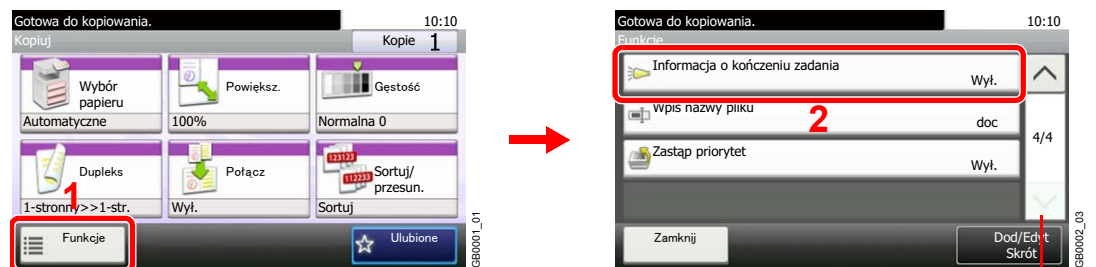 Gotowa do kopiowania.
10:10
Kopiuj
Kopie 1
Wybór
papieru
Automatyczne
Powiększ.
100%
Gęstość
Normalna 0
Dupleks
1-stronny>>1-str.
Połącz
Wył.
123123
112233
Sortuj/
przesun.
Sortuj
1
Funkcje
Ulubione
GB0001_01
Gotowa do kopiowania.
10:10
Funkcje
Informacja o kończeniu zadania
Wył.
Wpis nazwy pliku
doc
2
4/4
Zastąp priorytet
Wył.
Zamknij
Dod/Edyt
Skrót
GB0002_03